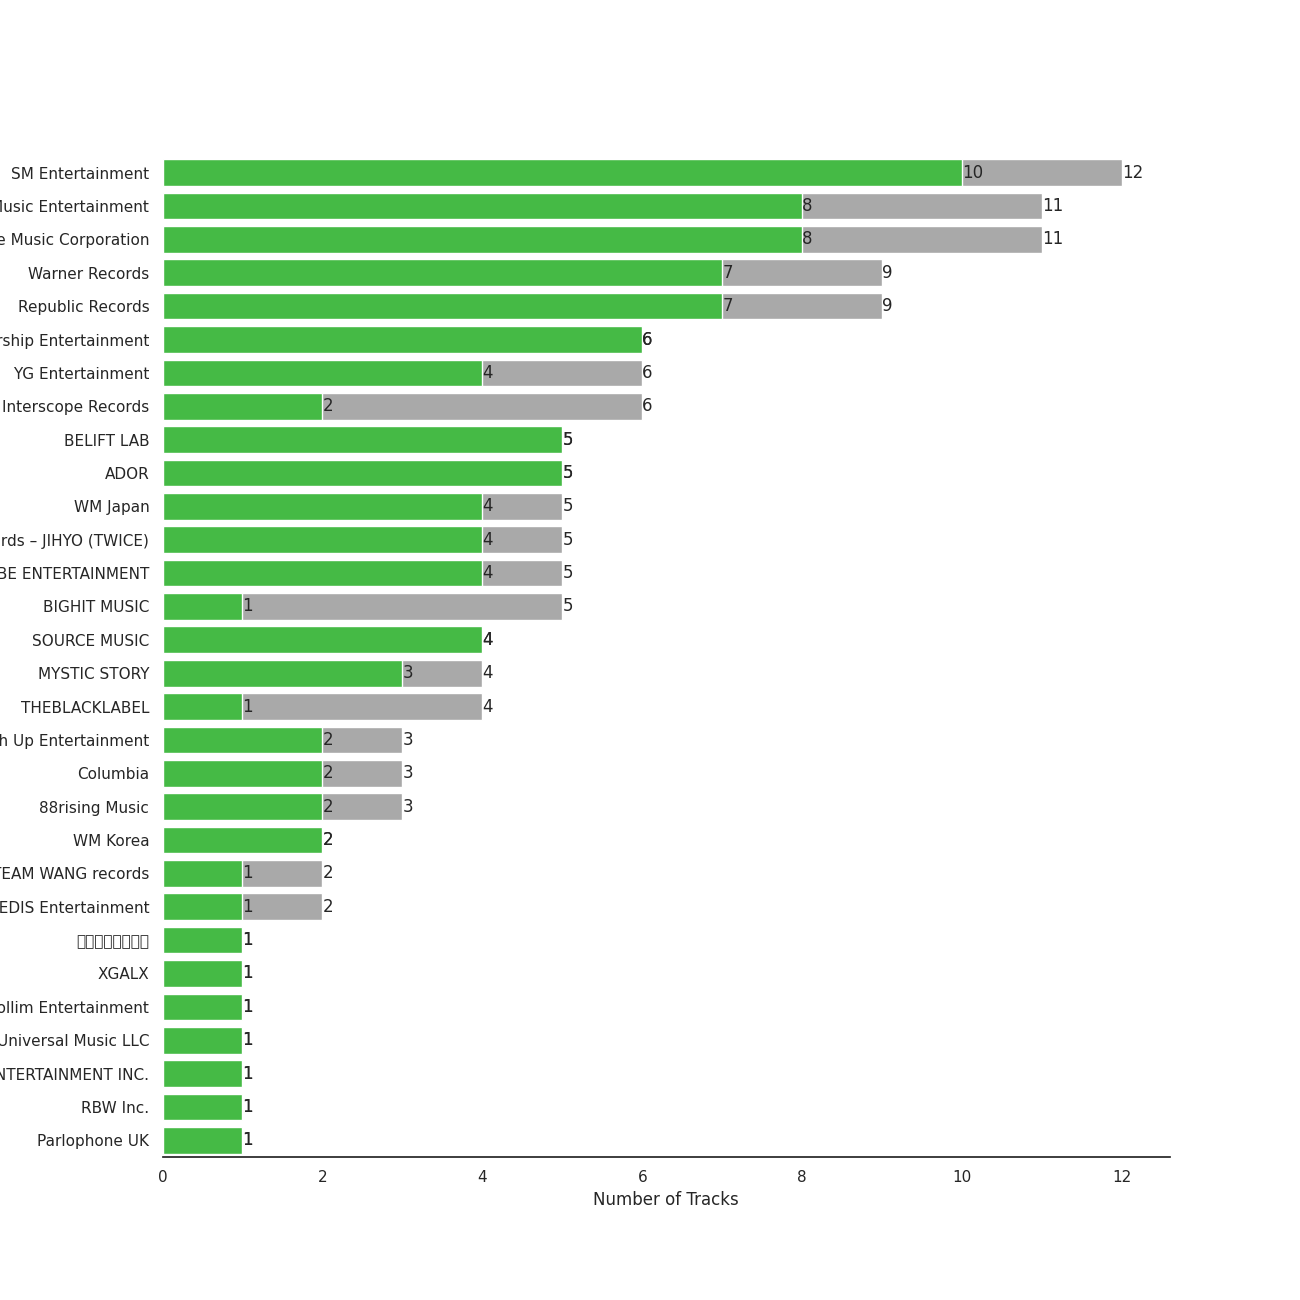 SM Entertainment 10 12
Music Entertainment 8 11
e Music Corporation 8 11
Warner Records 7 9
Republic Records 7 9
rship Entertainment 6
YG Entertainment 4 6
Interscope Records 2 6
BELIFT LAB 5
ADOR 5
WM Japan 4 5
rds – JIHYO (TWICE) 4 5
BE ENTERTAINMENT 4 5
BIGHIT MUSIC 1 5
SOURCE MUSIC 4
MYSTIC STORY 3 4
THEBLACKLABEL 1 4
h Up Entertainment 2 3
Columbia 2 3
88rising Music 2 3
WM Korea 2
TEAM WANG records 1 2
EDIS Entertainment 1 2
1
XGALX 1
ollim Entertainment 1
Universal Music LLC 1
NTERTAINMENT INC. 1
RBW Inc. 1
Parlophone UK 1
0 2 4 6 8 10 12
Number of Tracks